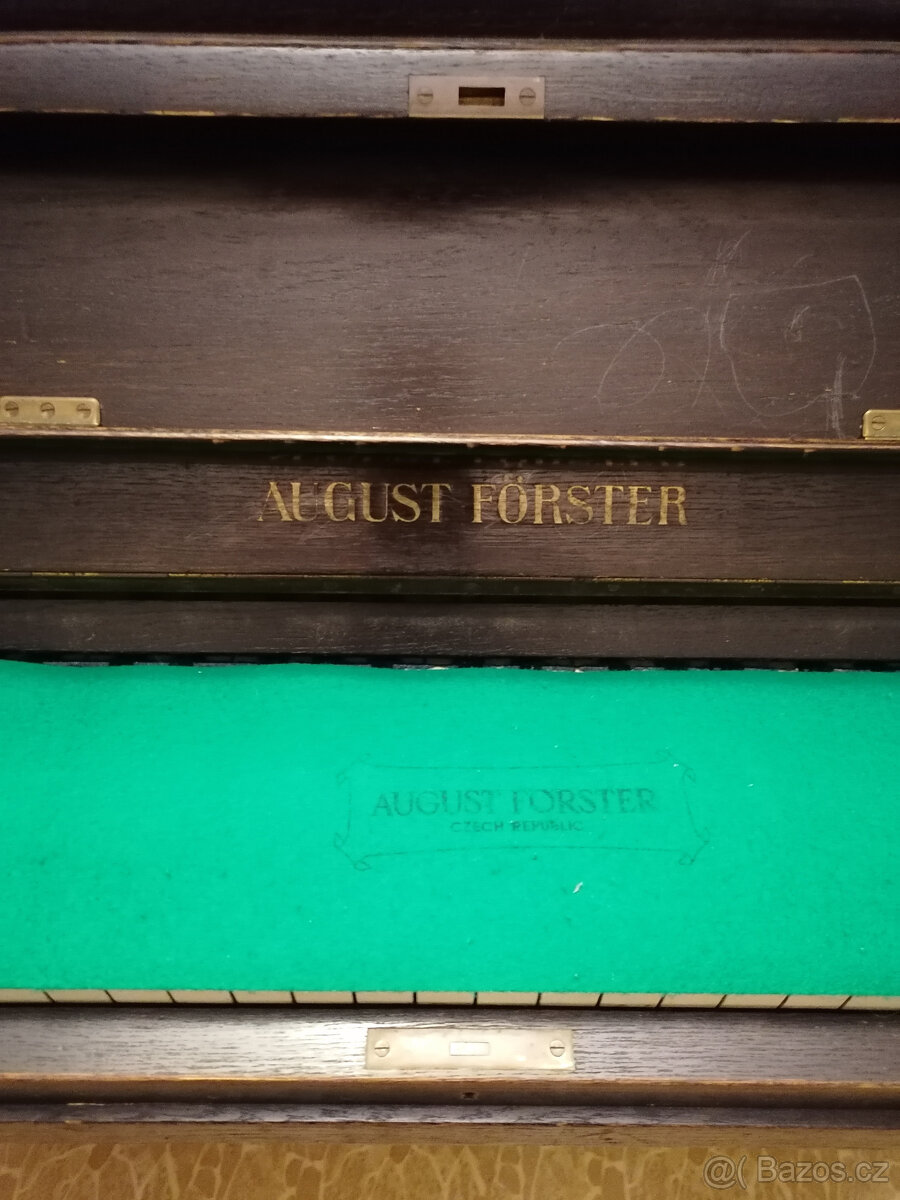 AUGUST FÖRSTER
AUGUST FÖRSTER
CZECH REPUBLIC
@( Bazos.cz